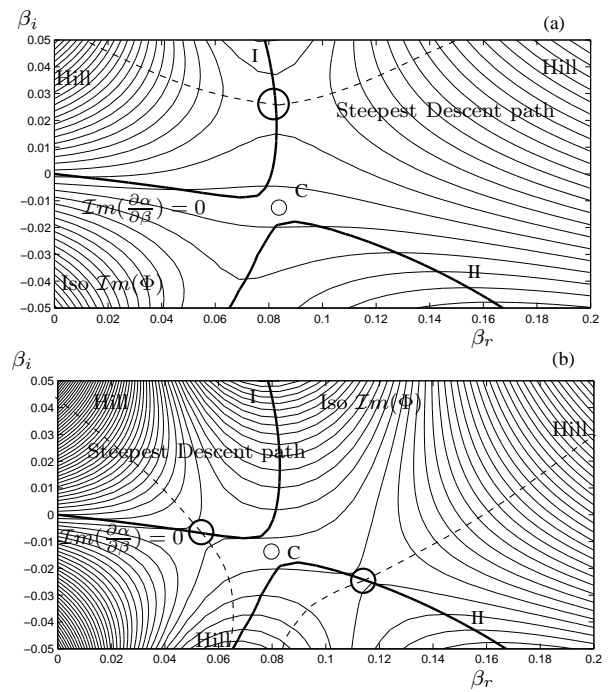 β_i
(a)
0.05
0.04
0.03
0.02
0.01
0
−0.01
−0.02
−0.03
−0.04
−0.05
I
Hill
Hill
Steepest Descent path
C
Im(∂α/∂β) = 0
II
Iso Im(Φ)
0 0.02 0.04 0.06 0.08 0.1 0.12 0.14 0.16 0.18 0.2
β_r
β_i
(b)
0.05
0.04
0.03
0.02
0.01
0
−0.01
−0.02
−0.03
−0.04
−0.05
Hill
I
Iso Im(Φ)
Hill
Steepest Descent path
Im(∂α/∂β) = 0
C
II
Hill
0 0.02 0.04 0.06 0.08 0.1 0.12 0.14 0.16 0.18 0.2
β_r